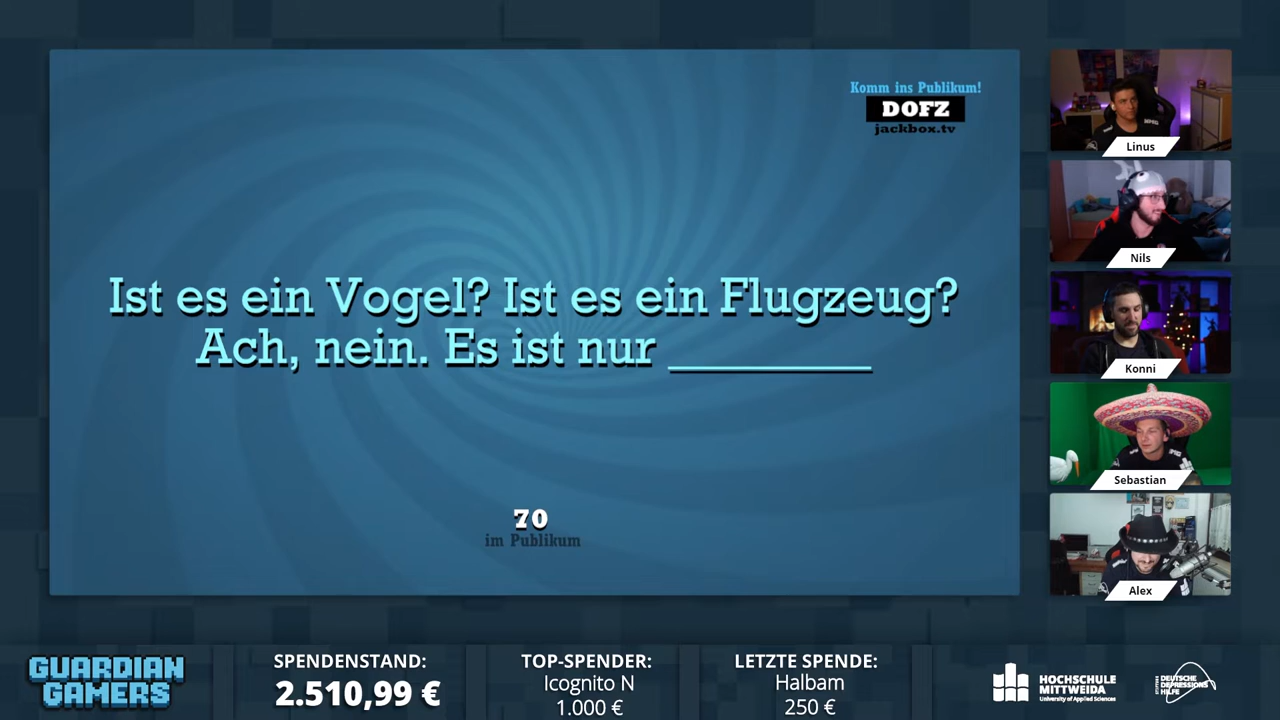 Komm ins Publikum!
DOFZ
jackbox.tv
Ist es ein Vogel? Ist es ein Flugzeug?
Ach, nein. Es ist nur __________
70
im Publikum
Linus
Nils
Konni
Sebastian
Alex
GUARDIAN
GAMERS
SPENDENSTAND:
2.510,99 €
TOP-SPENDER:
Icognito N
1.000 €
LETZTE SPENDE:
Halbam
250 €
HOCHSCHULE
MITTWEIDA
University of Applied Sciences
STIFTUNG
DEUTSCHE
DEPRESSIONS
HILFE